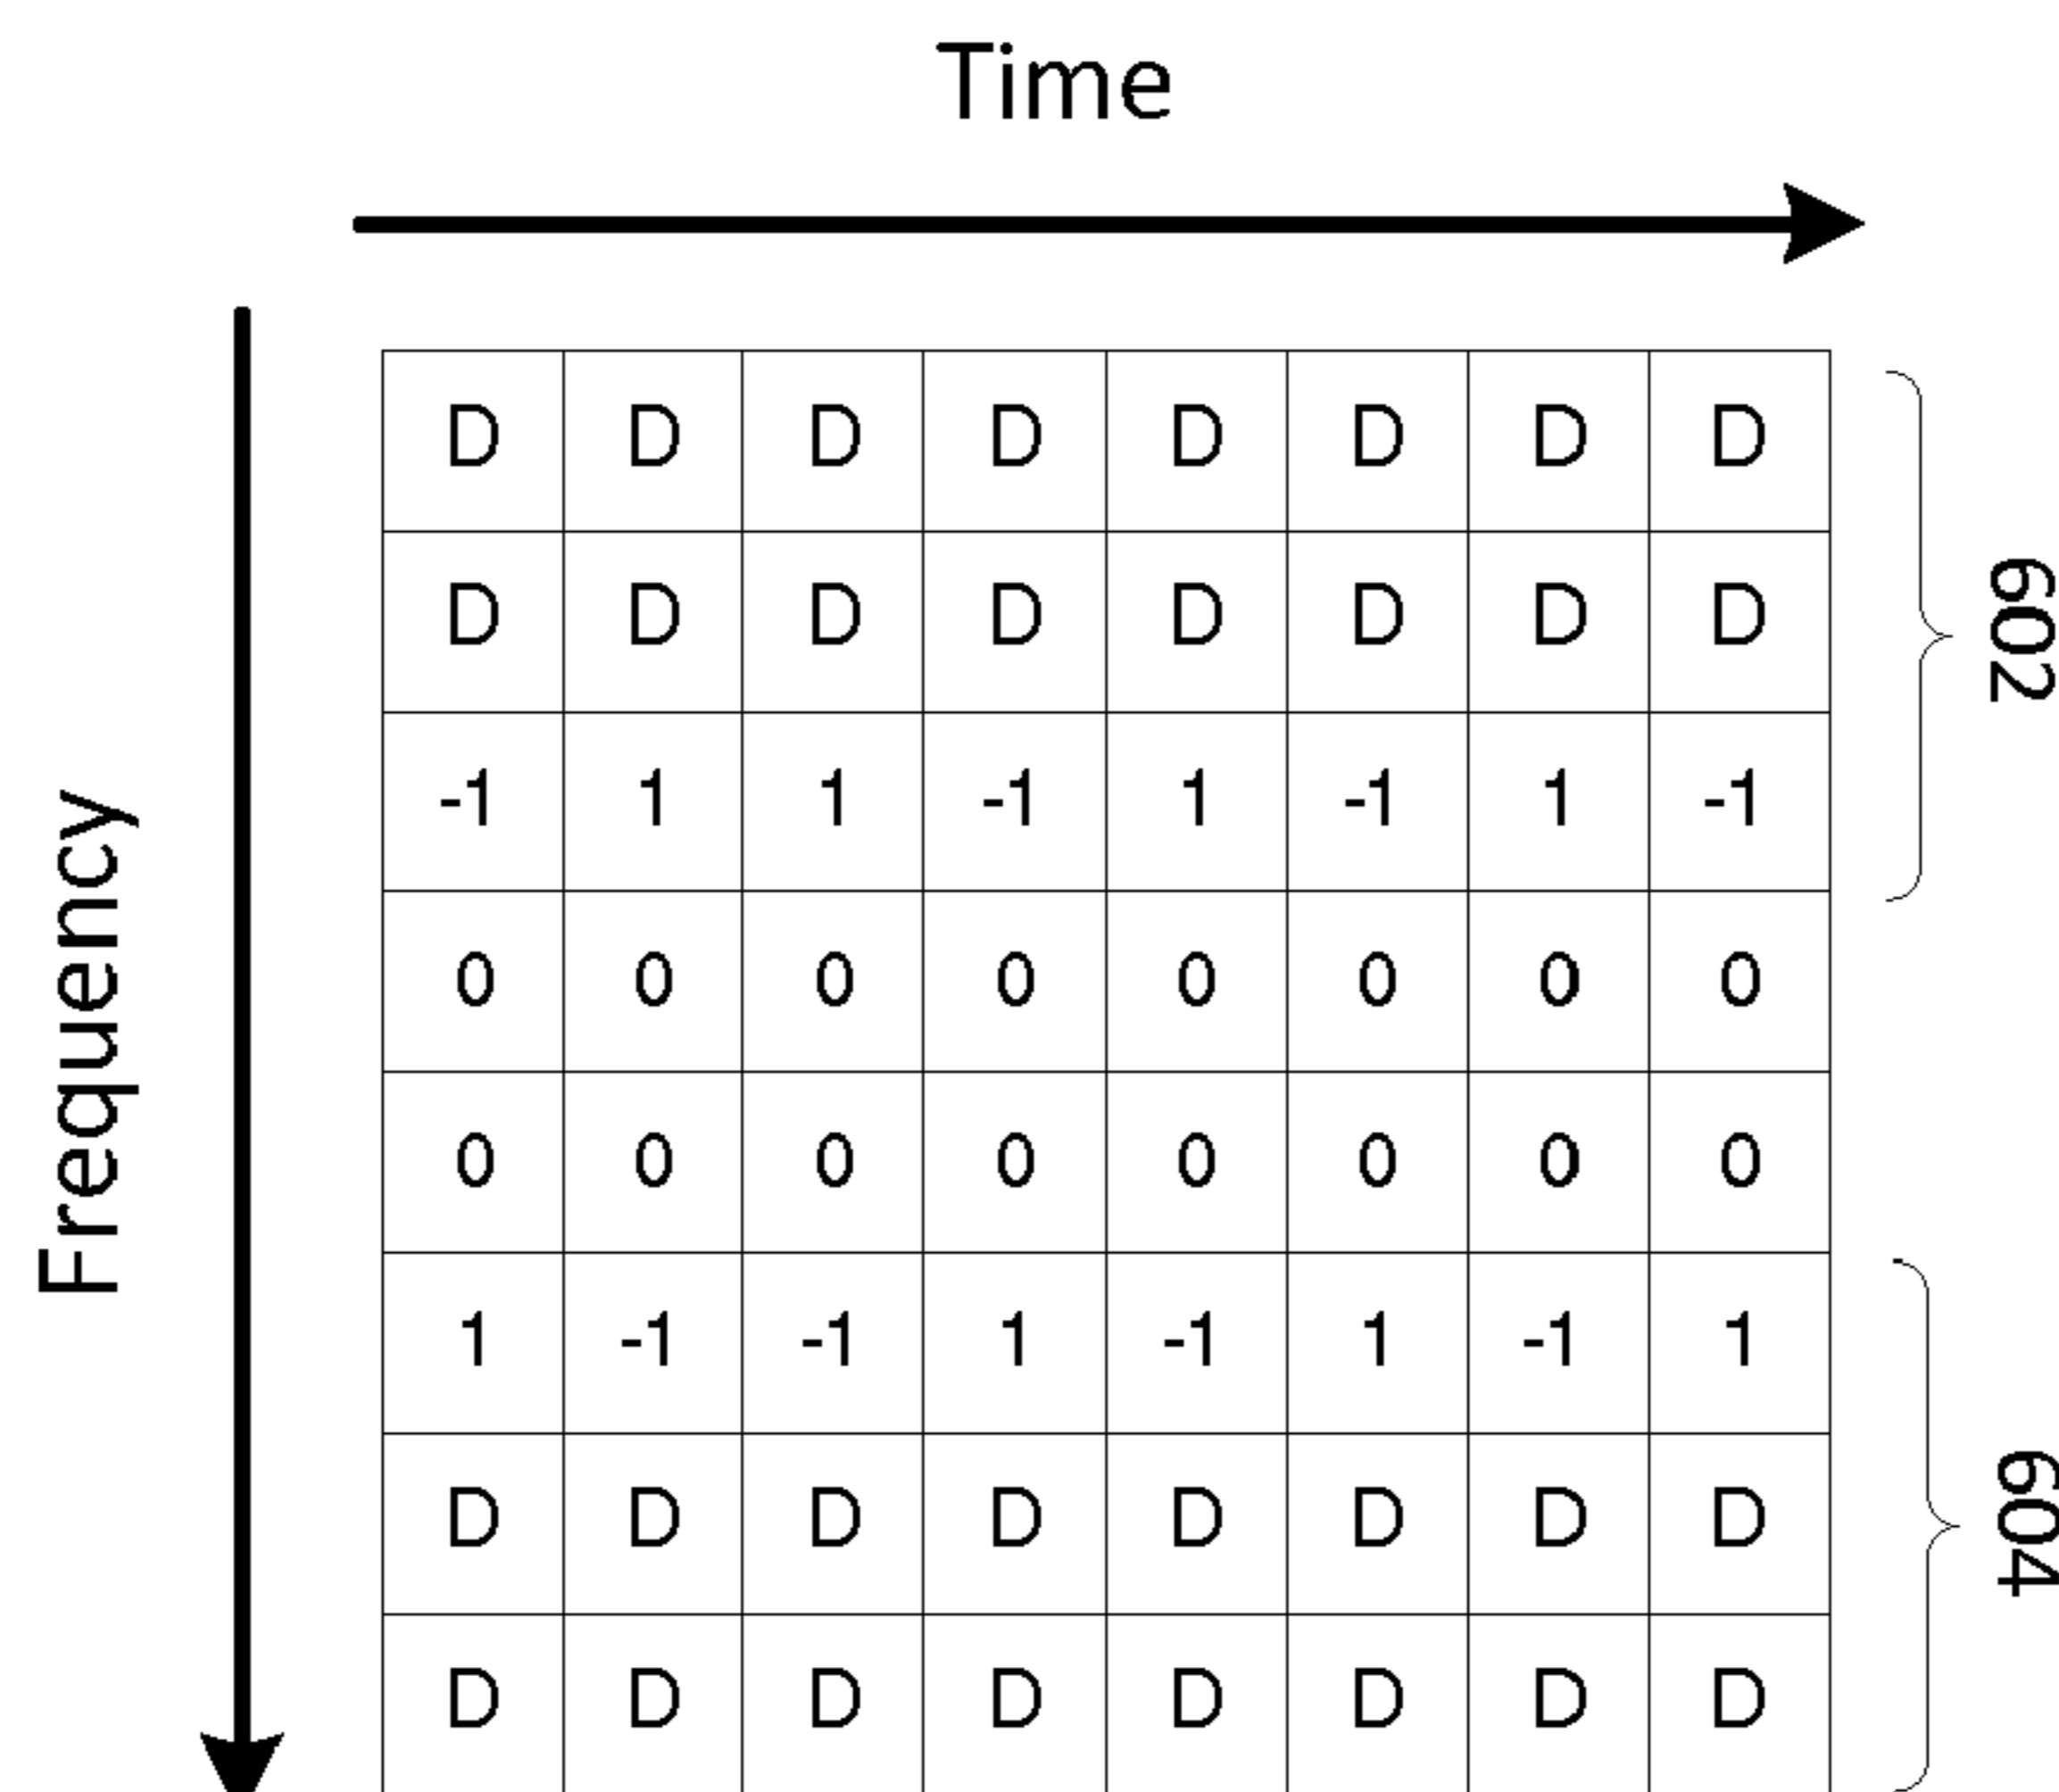 Time
Frequency
D D D D D D D D
D D D D D D D D
-1 1 1 -1 1 -1 1 -1
602
0 0 0 0 0 0 0 0
0 0 0 0 0 0 0 0
1 -1 -1 1 -1 1 -1 1
D D D D D D D D
D D D D D D D D
604